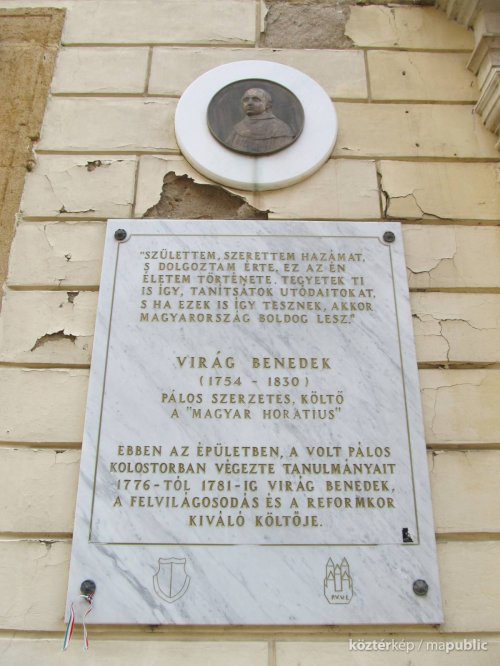 "SZÜLETTEM, SZERETTEM HAZÁMAT,
S DOLGOZTAM ÉRTE, EZ AZ ÉN
ÉLETEM TÖRTÉNETE. TEGYETEK TI
IS ÍGY, TANÍTSÁTOK UTÓDAITOKAT,
S HA EZEK IS ÍGY TESZNEK, AKKOR
MAGYARORSZÁG BOLDOG LESZ."
VIRÁG BENEDEK
(1754 - 1830)
PÁLOS SZERZETES, KÖLTŐ
A "MAGYAR HORÁTIUS"
EBBEN AZ ÉPÜLETBEN, A VOLT PÁLOS
KOLOSTORBAN VÉGEZTE TANULMÁNYAIT
1776-TÓL 1781-IG VIRÁG BENEDEK,
A FELVILÁGOSODÁS ÉS A REFORMKOR
KIVÁLÓ KÖLTŐJE.
P.V.V.E.
köztérkép / mapublic